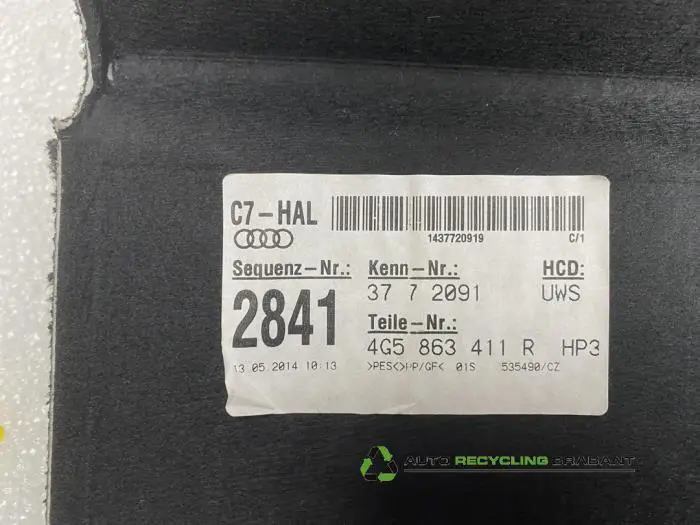 C7-HAL
1437720919 C/1
Sequenz-Nr.: Kenn-Nr.: HCD:
2841 37 7 2091 UWS
Teile-Nr.:
4G5 863 411 R HP3
13.05.2014 10:13 >PES<>PP/GF< 01S 535490/CZ
AUTO RECYCLING BRABANT